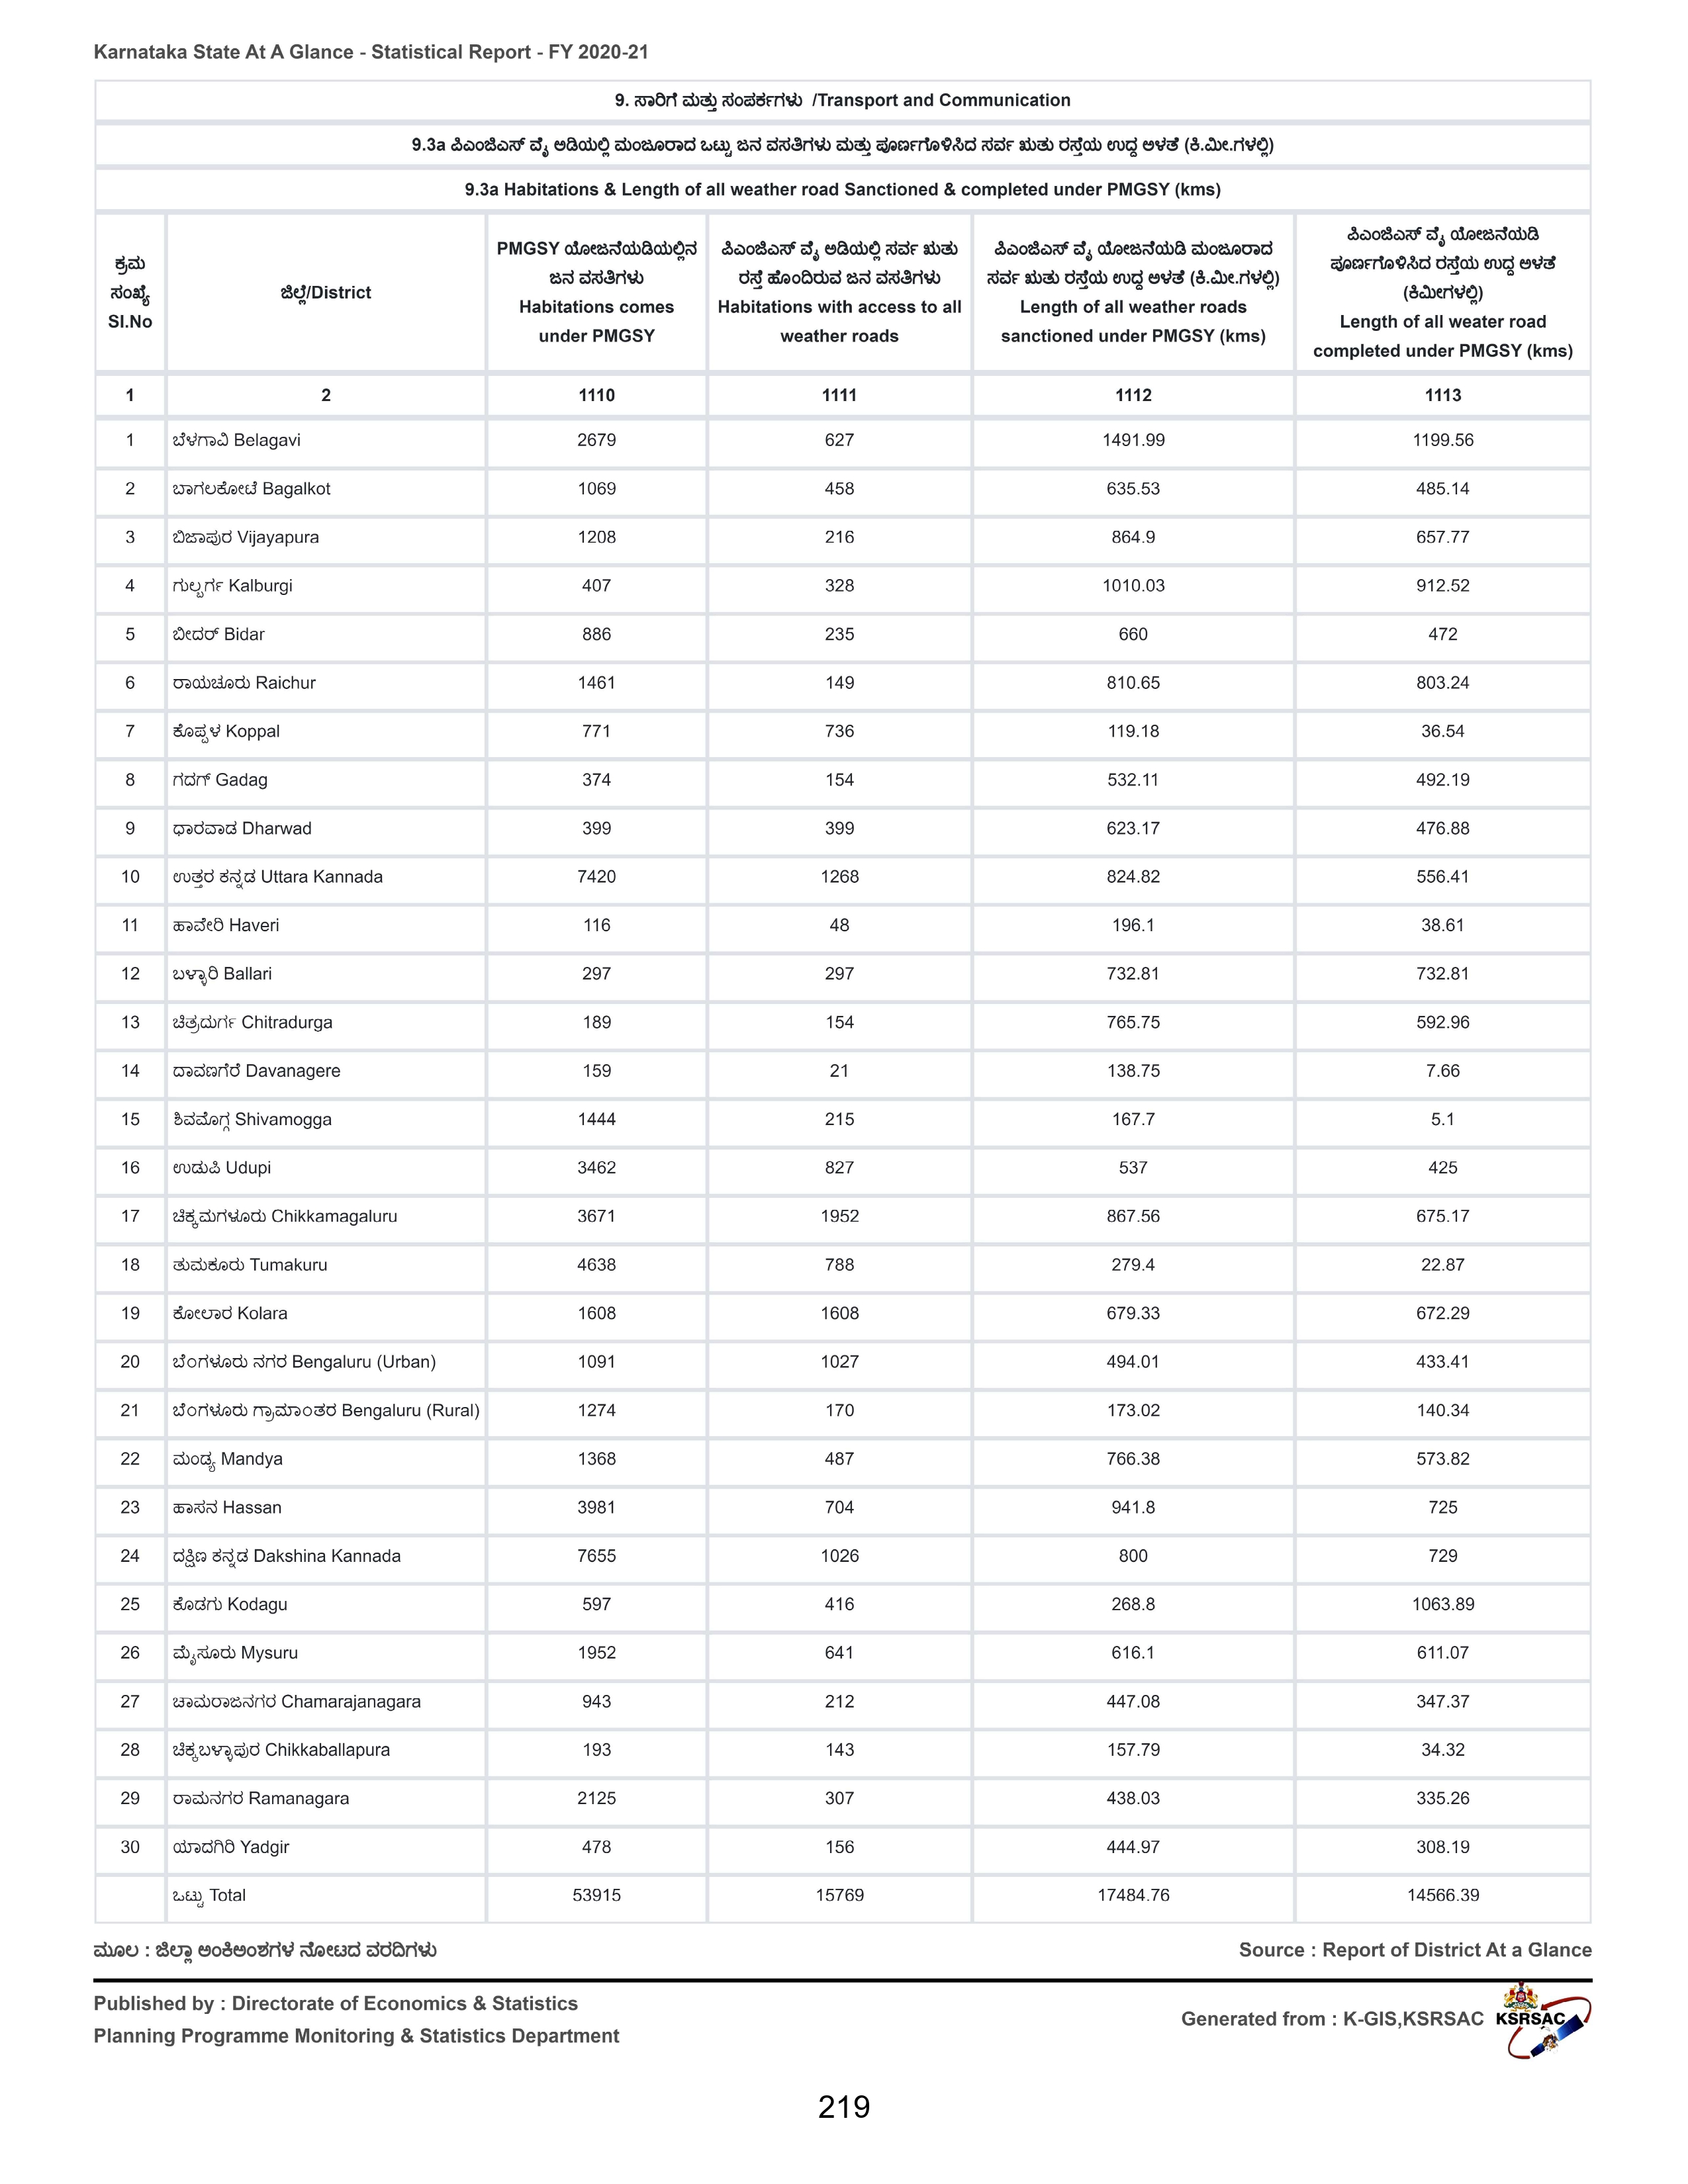 Karnataka State At A Glance - Statistical Report - FY 2020-21
9. ಸಾರಿಗೆ ಮತ್ತು ಸಂಪರ್ಕಗಳು /Transport and Communication
9.3a ಪಿಎಂಜಿಎಸ್ ವೈ ಅಡಿಯಲ್ಲಿ ಮಂಜೂರಾದ ಒಟ್ಟು ಜನ ವಸತಿಗಳು ಮತ್ತು ಪೂರ್ಣಗೊಳಿಸಿದ ಸರ್ವ ಋತು ರಸ್ತೆಯ ಉದ್ದ ಅಳತೆ (ಕಿ.ಮೀ.ಗಳಲ್ಲಿ)
9.3a Habitations & Length of all weather road Sanctioned & completed under PMGSY (kms)
ಕ್ರಮ
ಸಂಖ್ಯೆ
Sl.No
ಜಿಲ್ಲೆ/District
PMGSY ಯೋಜನೆಯಡಿಯಲ್ಲಿನ
ಜನ ವಸತಿಗಳು
Habitations comes
under PMGSY
ಪಿಎಂಜಿಎಸ್ ವೈ ಅಡಿಯಲ್ಲಿ ಸರ್ವ ಋತು
ರಸ್ತೆ ಹೊಂದಿರುವ ಜನ ವಸತಿಗಳು
Habitations with access to all
weather roads
ಪಿಎಂಜಿಎಸ್ ವೈ ಯೋಜನೆಯಡಿ ಮಂಜೂರಾದ
ಸರ್ವ ಋತು ರಸ್ತೆಯ ಉದ್ದ ಅಳತೆ (ಕಿ.ಮೀ.ಗಳಲ್ಲಿ)
Length of all weather roads
sanctioned under PMGSY (kms)
ಪಿಎಂಜಿಎಸ್ ವೈ ಯೋಜನೆಯಡಿ
ಪೂರ್ಣಗೊಳಿಸಿದ ರಸ್ತೆಯ ಉದ್ದ ಅಳತೆ
(ಕಿಮೀಗಳಲ್ಲಿ)
Length of all weater road
completed under PMGSY (kms)
1 2 1110 1111 1112 1113
1 ಬೆಳಗಾವಿ Belagavi 2679 627 1491.99 1199.56
2 ಬಾಗಲಕೋಟೆ Bagalkot 1069 458 635.53 485.14
3 ಬಿಜಾಪುರ Vijayapura 1208 216 864.9 657.77
4 ಗುಲ್ಬರ್ಗ Kalburgi 407 328 1010.03 912.52
5 ಬೀದರ್ Bidar 886 235 660 472
6 ರಾಯಚೂರು Raichur 1461 149 810.65 803.24
7 ಕೊಪ್ಪಳ Koppal 771 736 119.18 36.54
8 ಗದಗ್ Gadag 374 154 532.11 492.19
9 ಧಾರವಾಡ Dharwad 399 399 623.17 476.88
10 ಉತ್ತರ ಕನ್ನಡ Uttara Kannada 7420 1268 824.82 556.41
11 ಹಾವೇರಿ Haveri 116 48 196.1 38.61
12 ಬಳ್ಳಾರಿ Ballari 297 297 732.81 732.81
13 ಚಿತ್ರದುರ್ಗ Chitradurga 189 154 765.75 592.96
14 ದಾವಣಗೆರೆ Davanagere 159 21 138.75 7.66
15 ಶಿವಮೊಗ್ಗ Shivamogga 1444 215 167.7 5.1
16 ಉಡುಪಿ Udupi 3462 827 537 425
17 ಚಿಕ್ಕಮಗಳೂರು Chikkamagaluru 3671 1952 867.56 675.17
18 ತುಮಕೂರು Tumakuru 4638 788 279.4 22.87
19 ಕೋಲಾರ Kolara 1608 1608 679.33 672.29
20 ಬೆಂಗಳೂರು ನಗರ Bengaluru (Urban) 1091 1027 494.01 433.41
21 ಬೆಂಗಳೂರು ಗ್ರಾಮಾಂತರ Bengaluru (Rural) 1274 170 173.02 140.34
22 ಮಂಡ್ಯ Mandya 1368 487 766.38 573.82
23 ಹಾಸನ Hassan 3981 704 941.8 725
24 ದಕ್ಷಿಣ ಕನ್ನಡ Dakshina Kannada 7655 1026 800 729
25 ಕೊಡಗು Kodagu 597 416 268.8 1063.89
26 ಮೈಸೂರು Mysuru 1952 641 616.1 611.07
27 ಚಾಮರಾಜನಗರ Chamarajanagara 943 212 447.08 347.37
28 ಚಿಕ್ಕಬಳ್ಳಾಪುರ Chikkaballapura 193 143 157.79 34.32
29 ರಾಮನಗರ Ramanagara 2125 307 438.03 335.26
30 ಯಾದಗಿರಿ Yadgir 478 156 444.97 308.19
ಒಟ್ಟು Total 53915 15769 17484.76 14566.39
ಮೂಲ : ಜಿಲ್ಲಾ ಅಂಕಿಅಂಶಗಳ ನೋಟದ ವರದಿಗಳು Source : Report of District At a Glance
Published by : Directorate of Economics & Statistics
Planning Programme Monitoring & Statistics Department
Generated from : K-GIS,KSRSAC KSRSAC
219